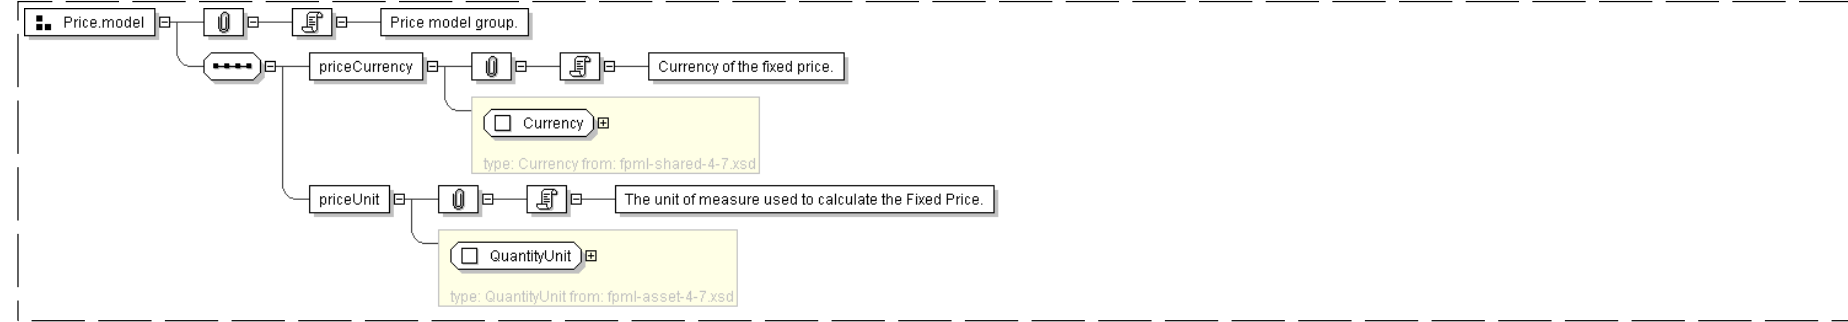 Price.model
Price model group.
priceCurrency
Currency of the fixed price.
Currency
type: Currency from: fpml-shared-4-7.xsd
priceUnit
The unit of measure used to calculate the Fixed Price.
QuantityUnit
type: QuantityUnit from: fpml-asset-4-7.xsd